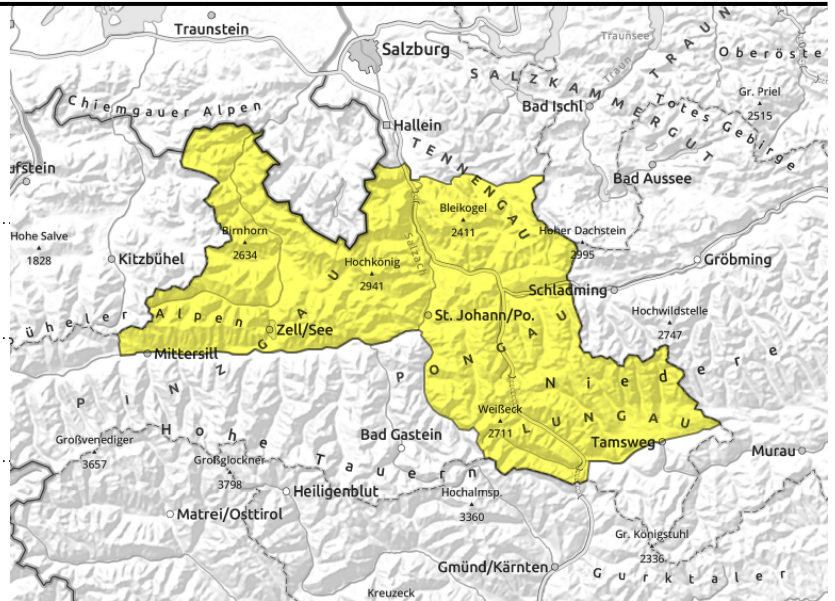 Traunstein
Salzburg
Traunsee
Traun
TRAUN
Oberöste
SALZKAMMERGUT
Gr. Priel
2515
Chiemgauer Alpen
Bad Ischl
Totes Gebirge
Hallein
TENNENGAU
ufstein
Bad Aussee
Hohe Salve
1828
Birnhorn
2634
Bleikogel
2411
Hoher Dachstein
2995
Kitzbühel
Salzach
Hochkönig
2941
Gröbming
Schladming
üheler Alpen
Zell/See
St. Johann/Po.
Hochwildstelle
2747
Mittersill
PINZGAU
PONGAU
Niedere
Weißeck
2711
LUNGAU
Großvenediger
3657
Hohe Tauern
Bad Gastein
Tamsweg
Murau
Großglockner
3798
Heiligenblut
Hochalmsp.
3360
Matrei/Osttirol
Gr. Königstuhl
2336
Gmünd/Kärnten
Gurktaler
Kreuzeck